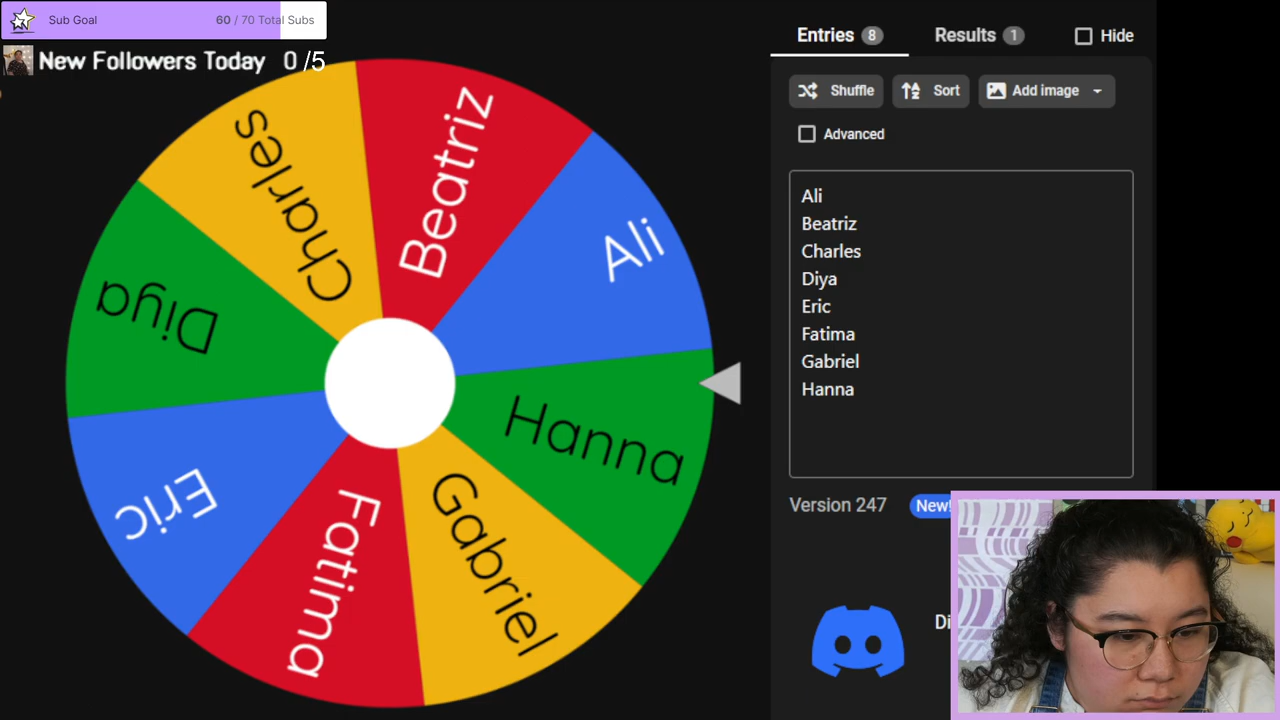 Sub Goal 60 / 70 Total Subs
New Followers Today 0 /5
Beatriz
Ali
Hanna
Gabriel
Fatima
Eric
Diya
Charles
Entries 8 Results 1 Hide
Shuffle Sort Add image
Advanced
Ali
Beatriz
Charles
Diya
Eric
Fatima
Gabriel
Hanna
Version 247 New!
Di